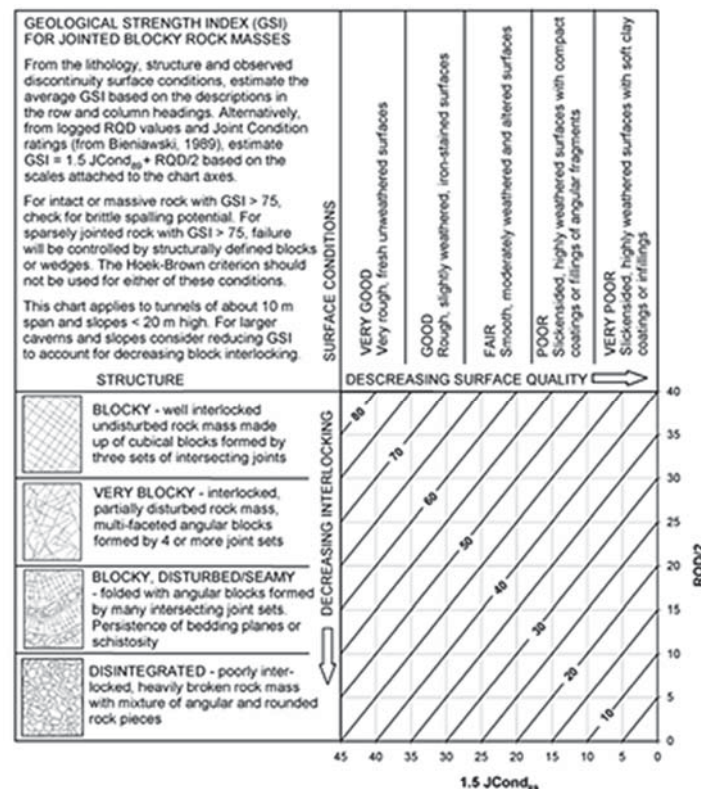 GEOLOGICAL STRENGTH INDEX (GSI)
FOR JOINTED BLOCKY ROCK MASSES
From the lithology, structure and observed
discontinuity surface conditions, estimate the
average GSI based on the descriptions in
the row and column headings. Alternatively,
from logged RQD values and Joint Condition
ratings (from Bieniawski, 1989), estimate
GSI = 1.5 JCond89 + RQD/2 based on the
scales attached to the chart axes.
For intact or massive rock with GSI > 75,
check for brittle spalling potential. For
sparsely jointed rock with GSI > 75, failure
will be controlled by structurally defined blocks
or wedges. The Hoek-Brown criterion should
not be used for either of these conditions.
This chart applies to tunnels of about 10 m
span and slopes < 20 m high. For larger
caverns and slopes consider reducing GSI
to account for decreasing block interlocking.
SURFACE CONDITIONS
VERY GOOD
Very rough, fresh unweathered surfaces
GOOD
Rough, slightly weathered, iron-stained surfaces
FAIR
Smooth, moderately weathered and altered surfaces
POOR
Slickensided, highly weathered surfaces with compact
coatings or fillings of angular fragments
VERY POOR
Slickensided, highly weathered surfaces with soft clay
coatings or infillings
STRUCTURE
DESCREASING SURFACE QUALITY
BLOCKY - well interlocked
undisturbed rock mass made
up of cubical blocks formed by
three sets of intersecting joints
VERY BLOCKY - interlocked,
partially disturbed rock mass,
multi-faceted angular blocks
formed by 4 or more joint sets
BLOCKY, DISTURBED/SEAMY
- folded with angular blocks formed
by many intersecting joint sets.
Persistence of bedding planes or
schistosity
DISINTEGRATED - poorly inter-
locked, heavily broken rock mass
with mixture of angular and rounded
rock pieces
DECREASING INTERLOCKING
80
70
60
50
40
30
20
10
40
35
30
25
20
15
10
5
0
RQD/2
45 40 35 30 25 20 15 10 5 0
1.5 JCond89